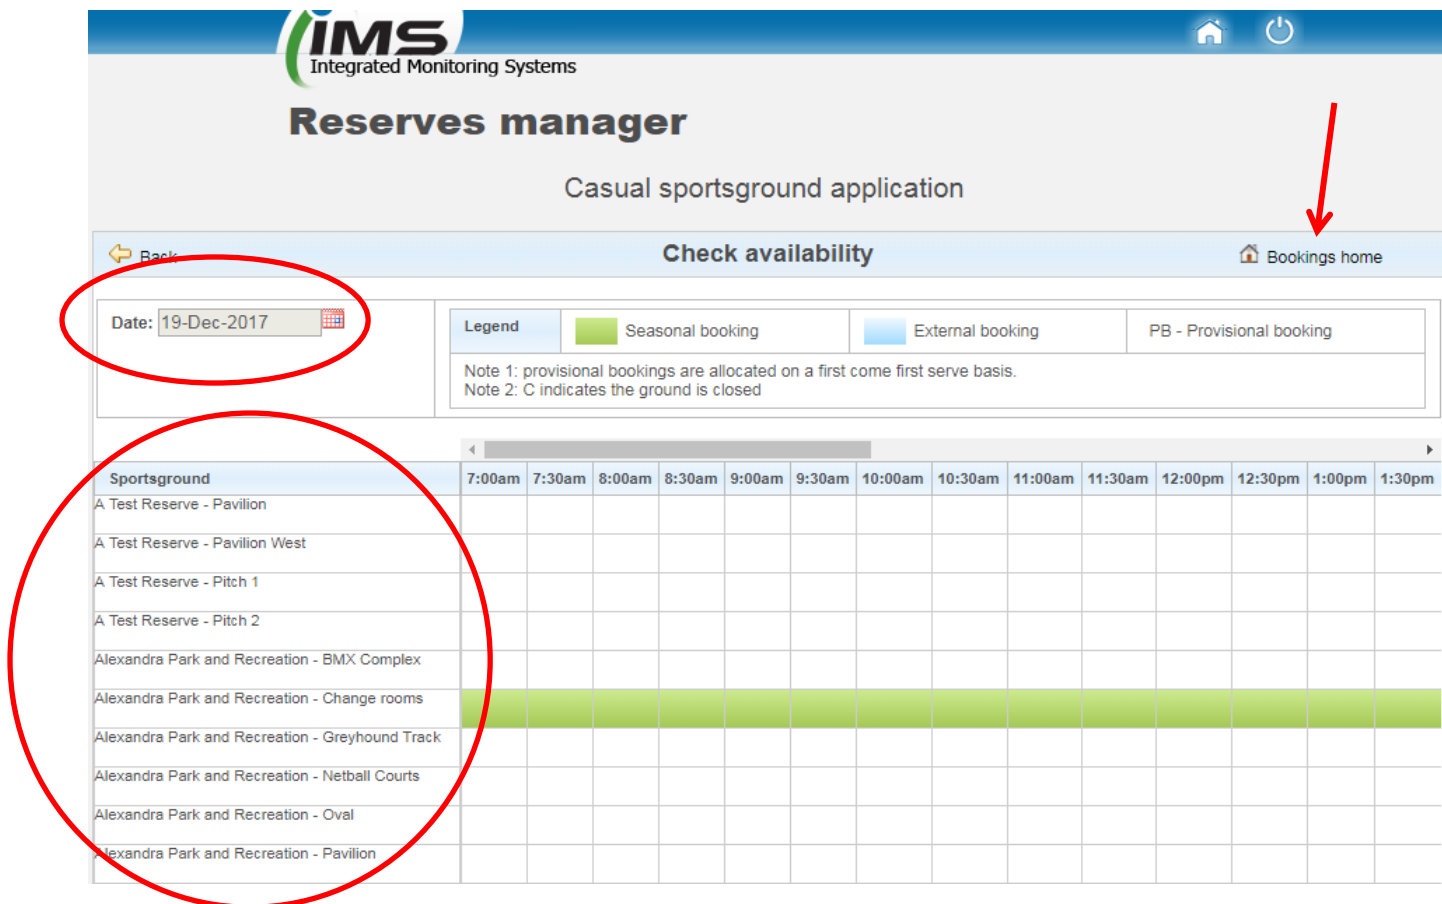 iMS
Integrated Monitoring Systems
Reserves manager
Casual sportsground application
Back
Check availability
Bookings home
Date: 19-Dec-2017
Legend
Seasonal booking
External booking
PB - Provisional booking
Note 1: provisional bookings are allocated on a first come first serve basis.
Note 2: C indicates the ground is closed
Sportsground 7:00am 7:30am 8:00am 8:30am 9:00am 9:30am 10:00am 10:30am 11:00am 11:30am 12:00pm 12:30pm 1:00pm 1:30pm
A Test Reserve - Pavilion
A Test Reserve - Pavilion West
A Test Reserve - Pitch 1
A Test Reserve - Pitch 2
Alexandra Park and Recreation - BMX Complex
Alexandra Park and Recreation - Change rooms
Alexandra Park and Recreation - Greyhound Track
Alexandra Park and Recreation - Netball Courts
Alexandra Park and Recreation - Oval
Alexandra Park and Recreation - Pavilion